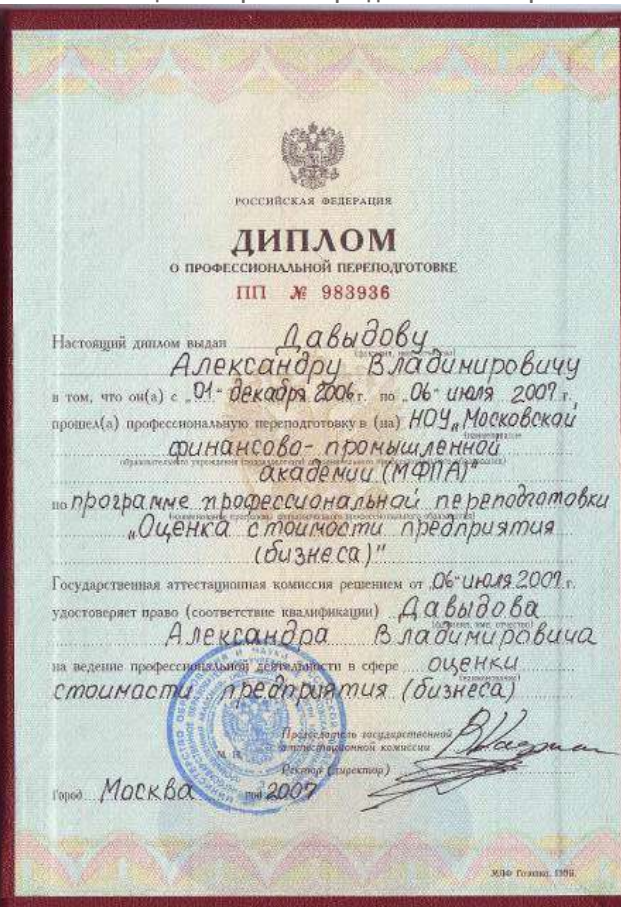 РОССИЙСКАЯ ФЕДЕРАЦИЯ
ДИПЛОМ
О ПРОФЕССИОНАЛЬНОЙ ПЕРЕПОДГОТОВКЕ
ПП № 983936
Настоящий диплом выдан Давыдову
Александру Владимировичу
в том, что он(а) с „01" декабря 2006 г. по „06" июля 2007 г.
прошел(а) профессиональную переподготовку в (на) НОУ „Московской
финансово-промышленной
академии (МФПА)"
по программе профессиональной переподготовки
„Оценка стоимости предприятия
(бизнеса)"
Государственная аттестационная комиссия решением от „06" июля 2007 г.
удостоверяет право (соответствие квалификации) Давыдова
(фамилия, имя, отчество)
Александра Владимировича
на ведение профессиональной деятельности в сфере оценки
(наименование)
стоимости предприятия (бизнеса)
Председатель государственной
аттестационной комиссии
М. П.
Ректор (директор)
Город Москва год 2007